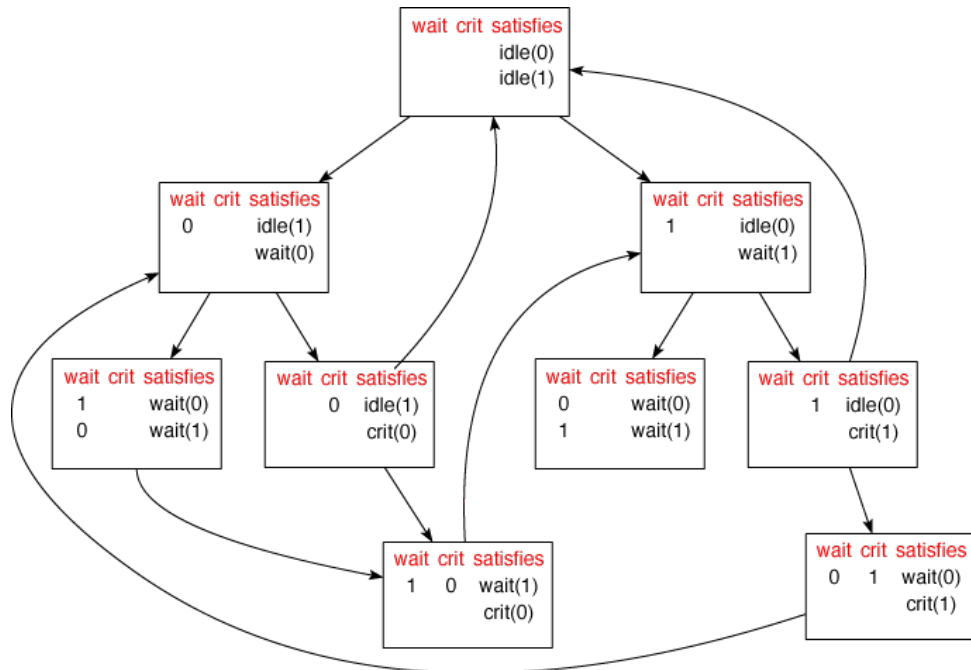 wait crit satisfies
idle(0)
idle(1)
wait crit satisfies
0 idle(1)
wait(0)
wait crit satisfies
1 idle(0)
wait(1)
wait crit satisfies
1 wait(0)
0 wait(1)
wait crit satisfies
0 idle(1)
crit(0)
wait crit satisfies
0 wait(0)
1 wait(1)
wait crit satisfies
1 idle(0)
crit(1)
wait crit satisfies
1 0 wait(1)
crit(0)
wait crit satisfies
0 1 wait(0)
crit(1)